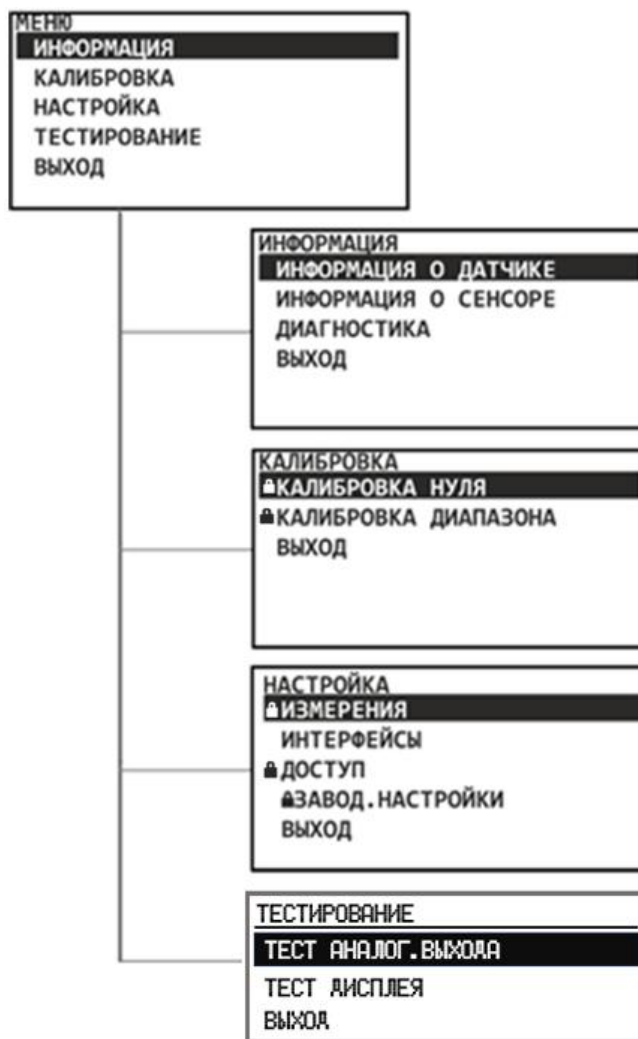 МЕНЮ
ИНФОРМАЦИЯ
КАЛИБРОВКА
НАСТРОЙКА
ТЕСТИРОВАНИЕ
ВЫХОД
ИНФОРМАЦИЯ
ИНФОРМАЦИЯ О ДАТЧИКЕ
ИНФОРМАЦИЯ О СЕНСОРЕ
ДИАГНОСТИКА
ВЫХОД
КАЛИБРОВКА
КАЛИБРОВКА НУЛЯ
КАЛИБРОВКА ДИАПАЗОНА
ВЫХОД
НАСТРОЙКА
ИЗМЕРЕНИЯ
ИНТЕРФЕЙСЫ
ДОСТУП
ЗАВОД.НАСТРОЙКИ
ВЫХОД
ТЕСТИРОВАНИЕ
ТЕСТ АНАЛОГ.ВЫХОДА
ТЕСТ ДИСПЛЕЯ
ВЫХОД